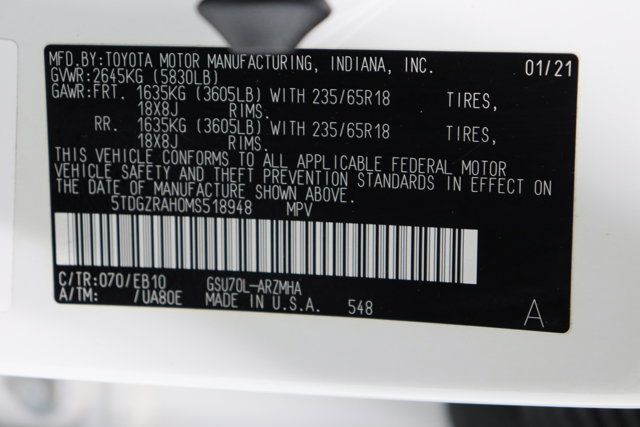 MFD.BY:TOYOTA MOTOR MANUFACTURING, INDIANA, INC. 01/21
GVWR:2645KG (5830LB)
GAWR:FRT. 1635KG (3605LB) WITH 235/65R18 TIRES,
18X8J RIMS.
RR. 1635KG (3605LB) WITH 235/65R18 TIRES,
18X8J RIMS.
THIS VEHICLE CONFORMS TO ALL APPLICABLE FEDERAL MOTOR
VEHICLE SAFETY AND THEFT PREVENTION STANDARDS IN EFFECT ON
THE DATE OF MANUFACTURE SHOWN ABOVE.
5TDGZRAH0MS518948 MPV
C/TR:070/EB10 GSU70L-ARZMHA
A/TM: /UA80E MADE IN U.S.A. 548 A